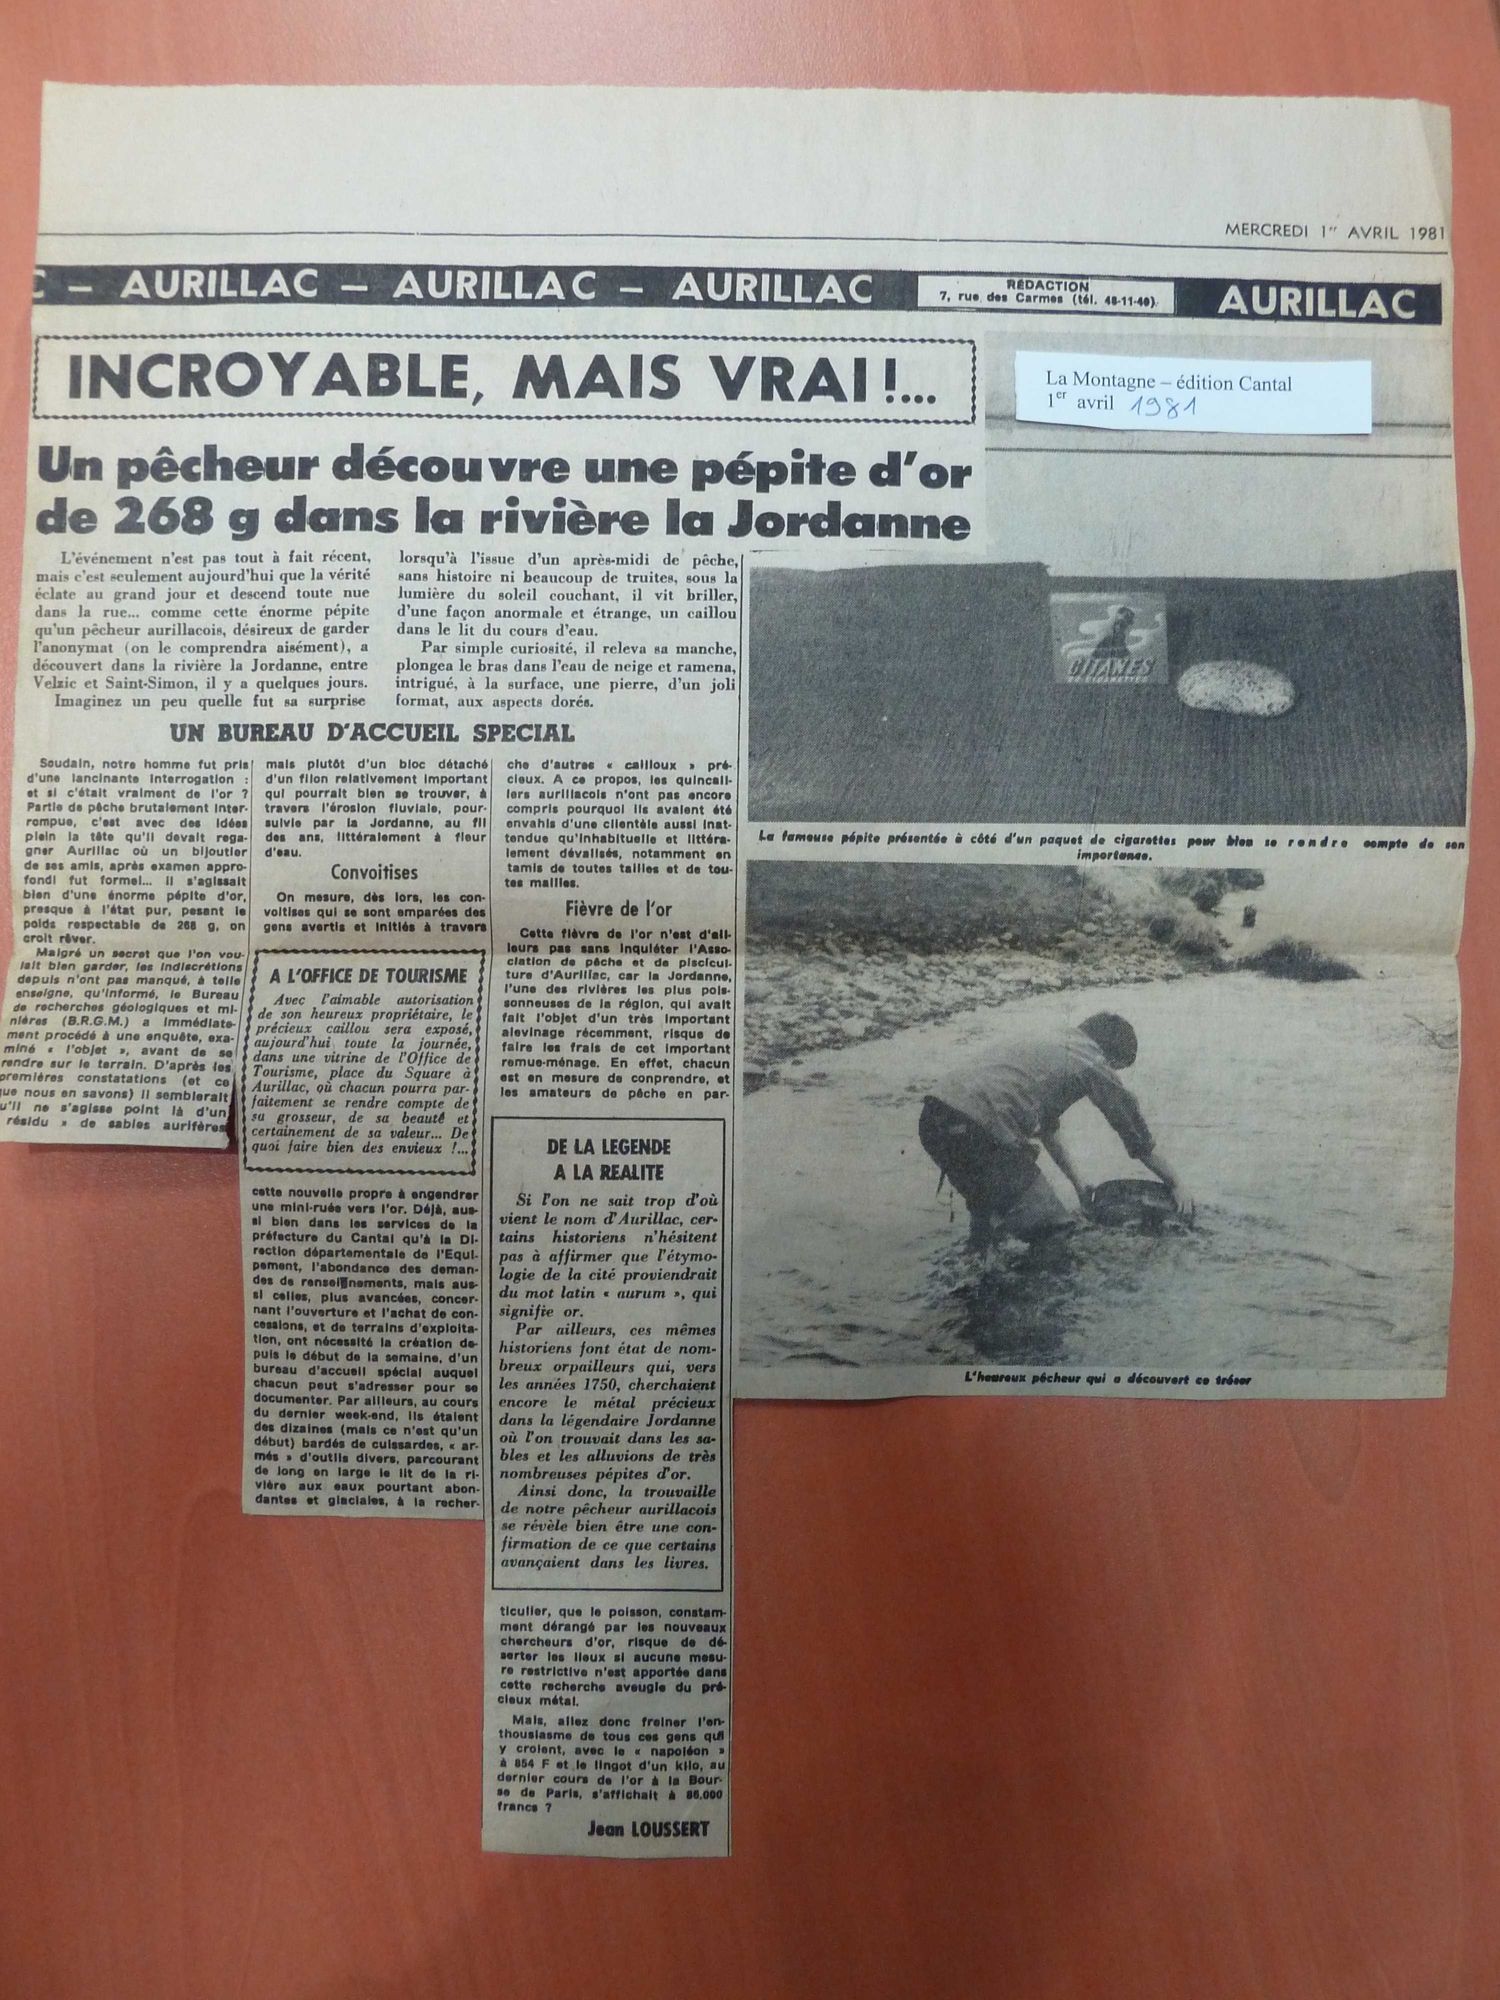 MERCREDI 1er AVRIL 1981
C — AURILLAC — AURILLAC — AURILLAC
RÉDACTION
7, rue des Carmes (tél. 48-11-40).
AURILLAC
La Montagne – édition Cantal
1er avril 1981
INCROYABLE, MAIS VRAI !...
Un pêcheur découvre une pépite d'or
de 268 g dans la rivière la Jordanne
L'événement n'est pas tout à fait récent,
mais c'est seulement aujourd'hui que la vérité
éclate au grand jour et descend toute nue
dans la rue... comme cette énorme pépite
qu'un pêcheur aurillacois, désireux de garder
l'anonymat (on le comprendra aisément), a
découvert dans la rivière la Jordanne, entre
Velzic et Saint-Simon, il y a quelques jours.
Imaginez un peu quelle fut sa surprise
lorsqu'à l'issue d'un après-midi de pêche,
sans histoire ni beaucoup de truites, sous la
lumière du soleil couchant, il vit briller,
d'une façon anormale et étrange, un caillou
dans le lit du cours d'eau.
Par simple curiosité, il releva sa manche,
plongea le bras dans l'eau de neige et ramena,
intrigué, à la surface, une pierre, d'un joli
format, aux aspects dorés.
UN BUREAU D'ACCUEIL SPECIAL
Soudain, notre homme fut pris
d'une lancinante interrogation :
et si c'était vraiment de l'or ?
Partie de pêche brutalement inter-
rompue, c'est avec des idées
plein la tête qu'il devait rega-
gner Aurillac où un bijoutier
de ses amis, après examen appro-
fondi fut formel... il s'agissait
bien d'une énorme pépite d'or,
presque à l'état pur, pesant le
poids respectable de 268 g, on
croit rêver.
Malgré un secret que l'on vou-
lait bien garder, les indiscrétions
depuis n'ont pas manqué, à telle
enseigne, qu'informé, le Bureau
de recherches géologiques et mi-
nières (B.R.G.M.) a immédiate-
ment procédé à une enquête, exa-
miné « l'objet », avant de se
rendre sur le terrain. D'après les
premières constatations (et ce
que nous en savons) il semblerait
qu'il ne s'agisse point là d'un
résidu » de sables aurifères
mais plutôt d'un bloc détaché
d'un filon relativement important
qui pourrait bien se trouver, à
travers l'érosion fluviale, pour-
suivie par la Jordanne, au fil
des ans, littéralement à fleur
d'eau.
Convoitises
On mesure, dès lors, les con-
voitises qui se sont emparées des
gens avertis et initiés à travers
A L'OFFICE DE TOURISME
Avec l'aimable autorisation
de son heureux propriétaire, le
précieux caillou sera exposé,
aujourd'hui toute la journée,
dans une vitrine de l'Office de
Tourisme, place du Square à
Aurillac, où chacun pourra par-
faitement se rendre compte de
sa grosseur, de sa beauté et
certainement de sa valeur... De
quoi faire bien des envieux !...
cette nouvelle propre à engendrer
une mini-ruée vers l'or. Déjà, aus-
si bien dans les services de la
préfecture du Cantal qu'à la Di-
rection départementale de l'Equi-
pement, l'abondance des deman-
des de renseignements, mais aus-
si celles, plus avancées, concer-
nant l'ouverture et l'achat de con-
cessions, et de terrains d'exploita-
tion, ont nécessité la création de-
puis le début de la semaine, d'un
bureau d'accueil spécial auquel
chacun peut s'adresser pour se
documenter. Par ailleurs, au cours
du dernier week-end, ils étaient
des dizaines (mais ce n'est qu'un
début) bardés de cuissardes, « ar-
més » d'outils divers, parcourant
de long en large le lit de la ri-
vière aux eaux pourtant abon-
dantes et glaciales, à la recher-
che d'autres « cailloux » pré-
cieux. A ce propos, les quincail-
liers aurillacois n'ont pas encore
compris pourquoi ils avaient été
envahis d'une clientèle aussi inat-
tendue qu'inhabituelle et littéra-
lement dévalisés, notamment en
tamis de toutes tailles et de tou-
tes mailles.
Fièvre de l'or
Cette fièvre de l'or n'est d'ail-
leurs pas sans inquiéter l'Asso-
ciation de pêche et de piscicul-
ture d'Aurillac, car la Jordanne,
l'une des rivières les plus pois-
sonneuses de la région, qui avait
fait l'objet d'un très important
alevinage récemment, risque de
faire les frais de cet important
remue-ménage. En effet, chacun
est en mesure de conprendre, et
les amateurs de pêche en par-
DE LA LEGENDE
A LA REALITE
Si l'on ne sait trop d'où
vient le nom d'Aurillac, cer-
tains historiens n'hésitent
pas à affirmer que l'étymo-
logie de la cité proviendrait
du mot latin « aurum », qui
signifie or.
Par ailleurs, ces mêmes
historiens font état de nom-
breux orpailleurs qui, vers
les années 1750, cherchaient
encore le métal précieux
dans la légendaire Jordanne
où l'on trouvait dans les sa-
bles et les alluvions de très
nombreuses pépites d'or.
Ainsi donc, la trouvaille
de notre pêcheur aurillacois
se révèle bien être une con-
firmation de ce que certains
avançaient dans les livres.
ticulier, que le poisson, constam-
ment dérangé par les nouveaux
chercheurs d'or, risque de dé-
serter les lieux si aucune mesu-
re restrictive n'est apportée dans
cette recherche aveugle du pré-
cieux métal.
Mais, allez donc freiner l'en-
thousiasme de tous ces gens qui
y croient, avec le « napoléon »
à 854 F et le lingot d'un kilo, au
dernier cours de l'or à la Bour-
se de Paris, s'affichait à 86.000
francs ?
Jean LOUSSERT
GITANES
20 CIGARETTES
La fameuse pépite présentée à côté d'un paquet de cigarettes pour bien se rendre compte de son
importance.
L'heureux pêcheur qui a découvert ce trésor